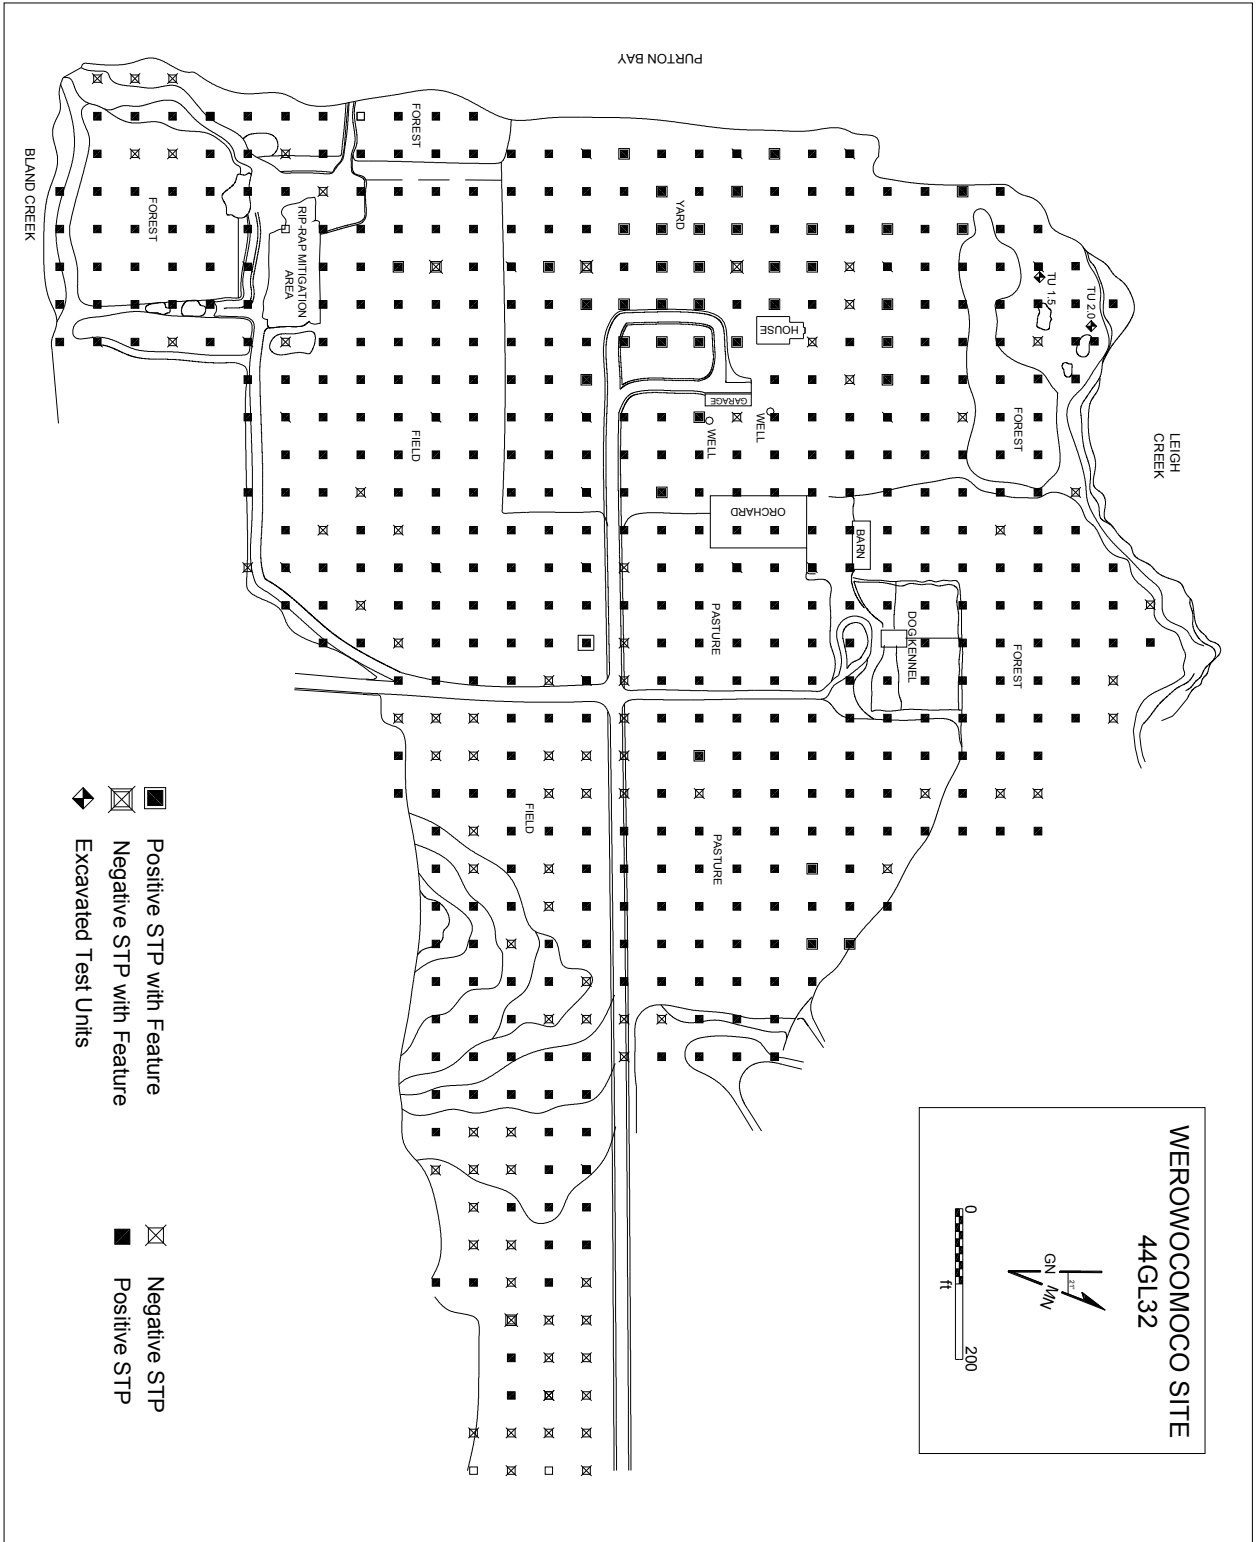 WEROWOCOMOCO SITE
44GL32
GN
MN
21°
0
200
ft
PURTON BAY
LEIGH
CREEK
BLAND CREEK
FOREST
FOREST
RIP-RAP MITIGATION
AREA
YARD
HOUSE
GARAGE
WELL
WELL
TU 1.5
TU 2.0
FOREST
FIELD
ORCHARD
BARN
DOG KENNEL
FOREST
PASTURE
FIELD
PASTURE
Positive STP with Feature
Negative STP with Feature
Excavated Test Units
Negative STP
Positive STP